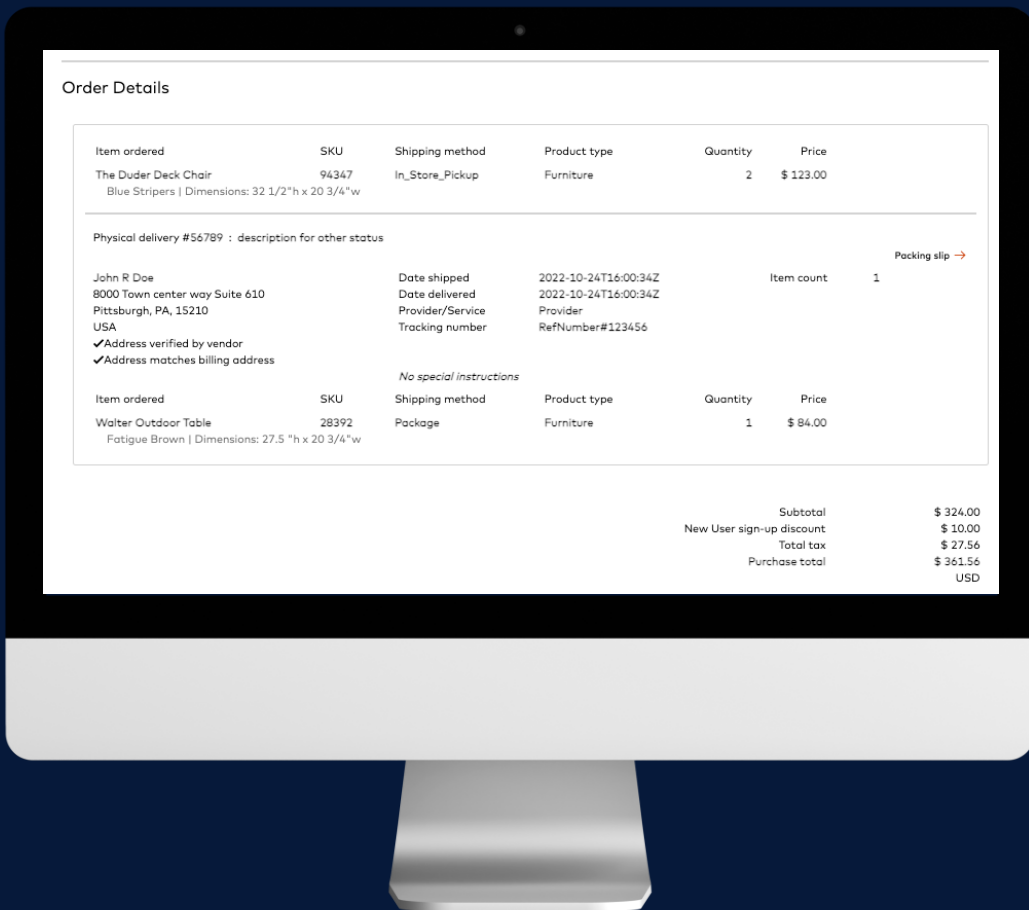 Order Details
Item ordered SKU Shipping method Product type Quantity Price
The Duder Deck Chair 94347 In_Store_Pickup Furniture 2 $ 123.00
Blue Stripers | Dimensions: 32 1/2"h x 20 3/4"w
Physical delivery #56789 : description for other status
Packing slip →
John R Doe Date shipped 2022-10-24T16:00:34Z Item count 1
8000 Town center way Suite 610 Date delivered 2022-10-24T16:00:34Z
Pittsburgh, PA, 15210 Provider/Service Provider
USA Tracking number RefNumber#123456
✓Address verified by vendor
✓Address matches billing address
No special instructions
Item ordered SKU Shipping method Product type Quantity Price
Walter Outdoor Table 28392 Package Furniture 1 $ 84.00
Fatigue Brown | Dimensions: 27.5 "h x 20 3/4"w
Subtotal $ 324.00
New User sign-up discount $ 10.00
Total tax $ 27.56
Purchase total $ 361.56
USD